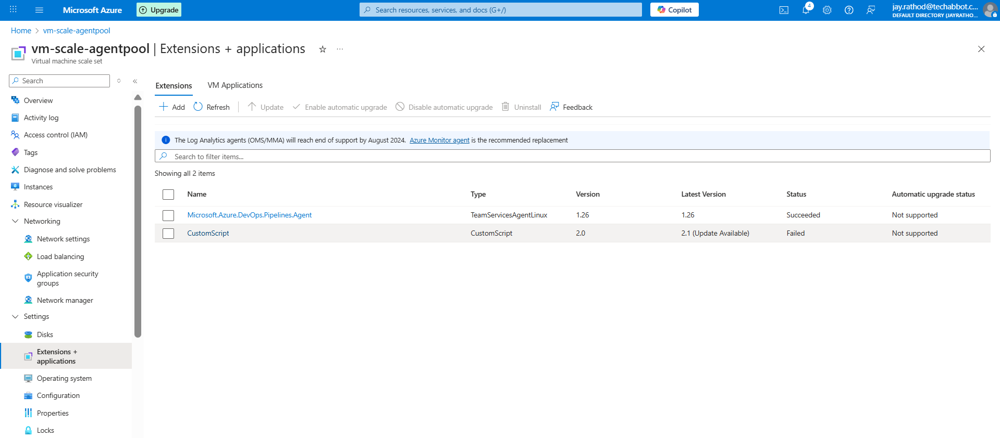 Microsoft Azure
Upgrade
Search resources, services, and docs (G+/)
Copilot
4
jay.rathod@techabbot.c...
DEFAULT DIRECTORY (JAYRATHO...
Home > vm-scale-agentpool
vm-scale-agentpool | Extensions + applications
Virtual machine scale set
Search
Overview
Activity log
Access control (IAM)
Tags
Diagnose and solve problems
Instances
Resource visualizer
Networking
Network settings
Load balancing
Application security
groups
Network manager
Settings
Disks
Extensions +
applications
Operating system
Configuration
Properties
Locks
Extensions VM Applications
Add Refresh Update Enable automatic upgrade Disable automatic upgrade Uninstall Feedback
The Log Analytics agents (OMS/MMA) will reach end of support by August 2024. Azure Monitor agent is the recommended replacement
Search to filter items...
Showing all 2 items
Name Type Version Latest Version Status Automatic upgrade status
Microsoft.Azure.DevOps.Pipelines.Agent TeamServicesAgentLinux 1.26 1.26 Succeeded Not supported
CustomScript CustomScript 2.0 2.1 (Update Available) Failed Not supported